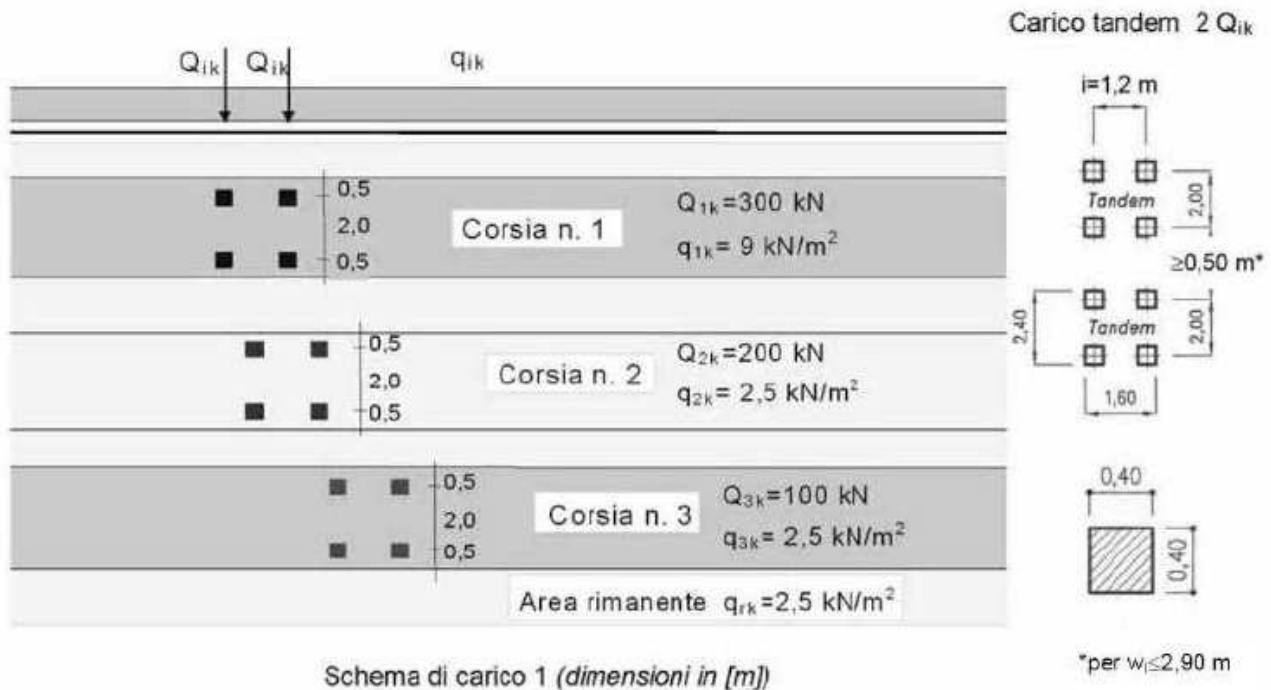 Carico tandem 2 Qik
Qik Qik qik
i=1,2 m
0,5
2,0
0,5
Corsia n. 1
Q1k=300 kN
q1k= 9 kN/m²
Tandem
2,00
≥0,50 m*
0,5
2,0
0,5
Corsia n. 2
Q2k=200 kN
q2k= 2,5 kN/m²
2,40
Tandem
2,00
1,60
0,5
2,0
0,5
Corsia n. 3
Q3k=100 kN
q3k= 2,5 kN/m²
0,40
0,40
Area rimanente qrk=2,5 kN/m²
Schema di carico 1 (dimensioni in [m])
*per wl≤2,90 m